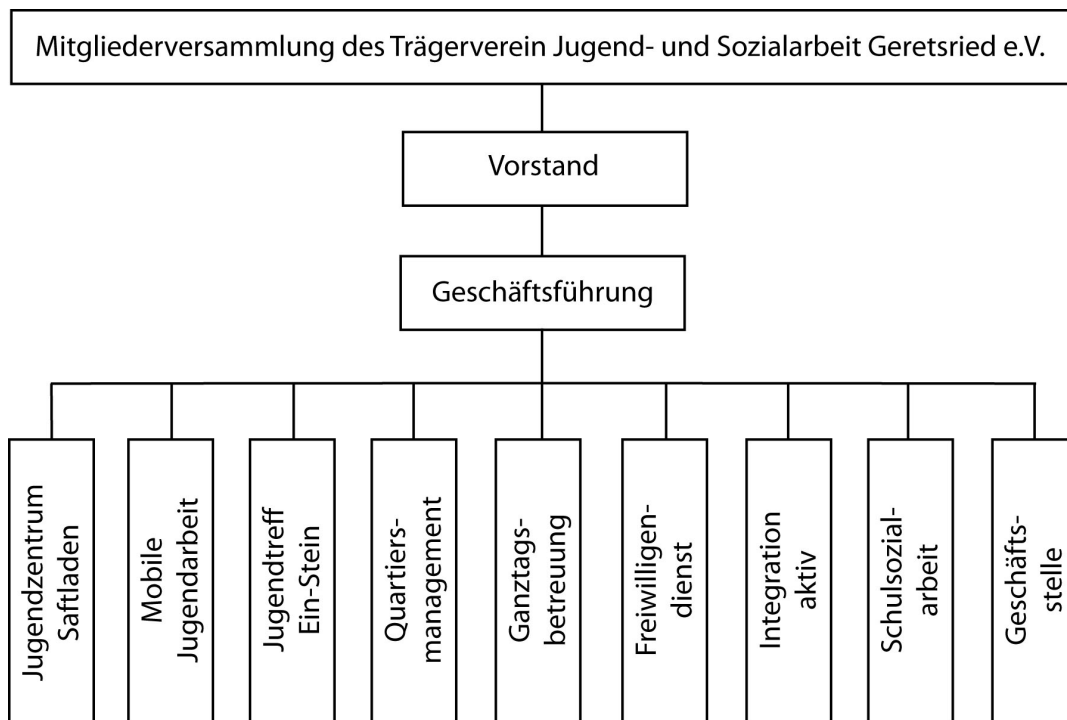 Mitgliederversammlung des Trägerverein Jugend- und Sozialarbeit Geretsried e.V.
Vorstand
Geschäftsführung
Jugendzentrum
Saftladen
Mobile
Jugendarbeit
Jugendtreff
Ein-Stein
Quartiers-
management
Ganztags-
betreuung
Freiwilligen-
dienst
Integration
aktiv
Schulsozial-
arbeit
Geschäfts-
stelle